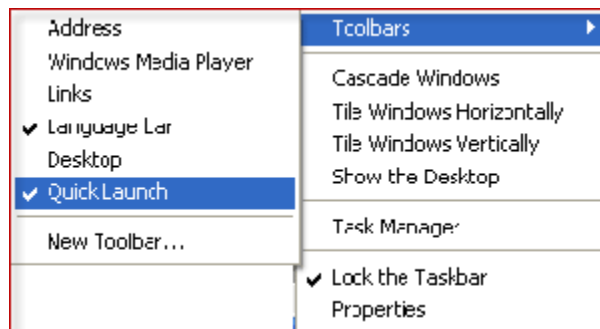 Address
Windows Media Player
Links
Language Bar
Desktop
Quick Launch
New Toolbar...
Toolbars
Cascade Windows
Tile Windows Horizontally
Tile Windows Vertically
Show the Desktop
Task Manager
Lock the Taskbar
Properties